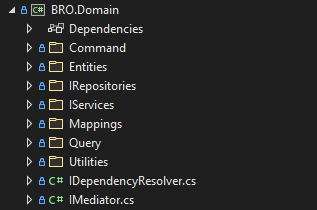 C# BRO.Domain
Dependencies
Command
Entities
IRepositories
IServices
Mappings
Query
Utilities
C# IDependencyResolver.cs
C# IMediator.cs